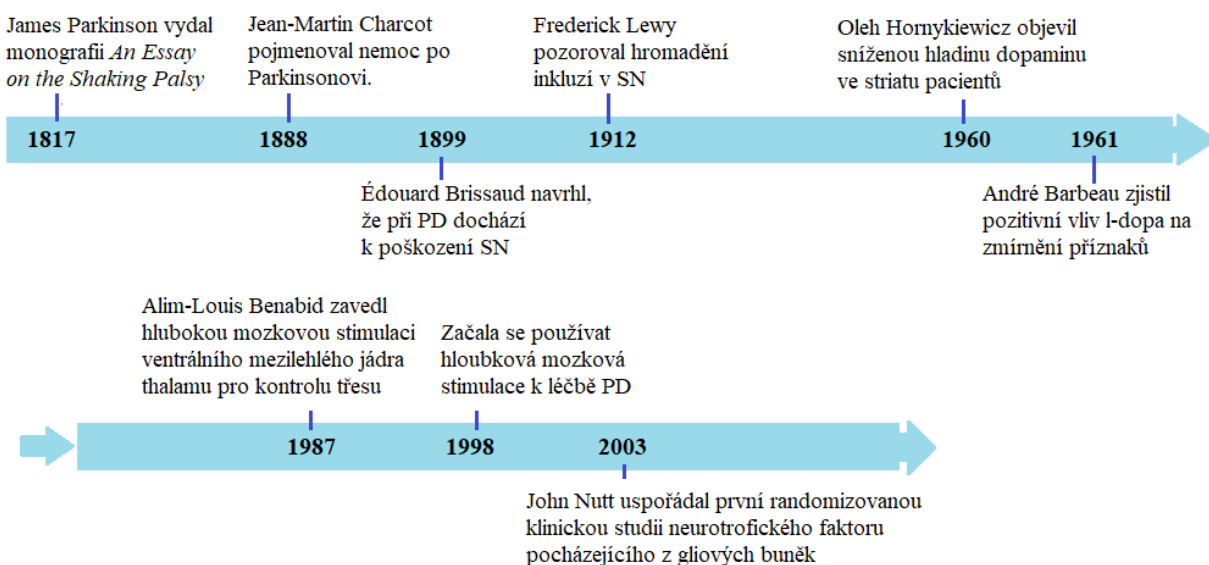 James Parkinson vydal
monografii An Essay
on the Shaking Palsy
Jean-Martin Charcot
pojmenoval nemoc po
Parkinsonovi.
Frederick Lewy
pozoroval hromadění
inkluzí v SN
Oleh Hornykiewicz objevil
sníženou hladinu dopaminu
ve striatu pacientů
1817 1888 1899 1912 1960 1961
Édouard Brissaud navrhl,
že při PD dochází
k poškození SN
André Barbeau zjistil
pozitivní vliv l-dopa na
zmírnění příznaků
Alim-Louis Benabid zavedl
hlubokou mozkovou stimulaci
ventrálního mezilehlého jádra
thalamu pro kontrolu třesu
Začala se používat
hloubková mozková
stimulace k léčbě PD
1987 1998 2003
John Nutt uspořádal první randomizovanou
klinickou studii neurotrofického faktoru
pocházejícího z gliových buněk